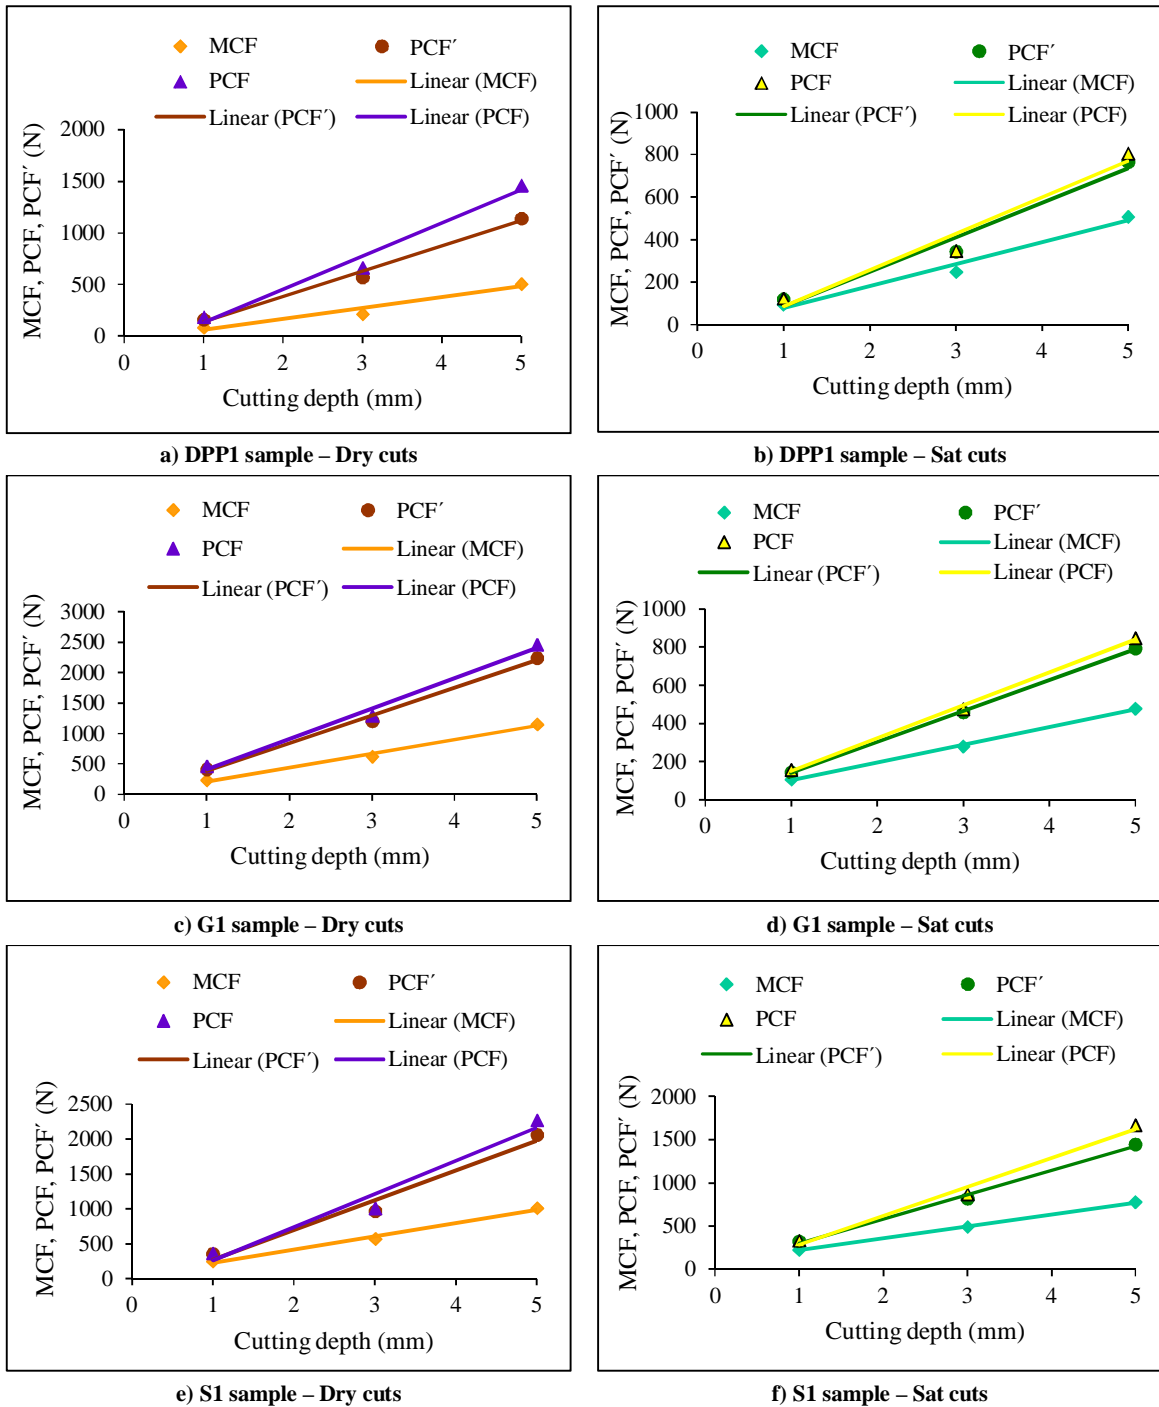 MCF PCF´
PCF Linear (MCF)
Linear (PCF´) Linear (PCF)
MCF, PCF, PCF´ (N)
2000
1500
1000
500
0
0 1 2 3 4 5
Cutting depth (mm)
a) DPP1 sample – Dry cuts
MCF PCF´
PCF Linear (MCF)
Linear (PCF´) Linear (PCF)
MCF, PCF, PCF´ (N)
1000
800
600
400
200
0
0 1 2 3 4 5
Cutting depth (mm)
b) DPP1 sample – Sat cuts
MCF PCF´
PCF Linear (MCF)
Linear (PCF´) Linear (PCF)
MCF, PCF, PCF´ (N)
3000
2500
2000
1500
1000
500
0
0 1 2 3 4 5
Cutting depth (mm)
c) G1 sample – Dry cuts
MCF PCF´
PCF Linear (MCF)
Linear (PCF´) Linear (PCF)
MCF, PCF, PCF´ (N)
1000
800
600
400
200
0
0 1 2 3 4 5
Cutting depth (mm)
d) G1 sample – Sat cuts
MCF PCF´
PCF Linear (MCF)
Linear (PCF´) Linear (PCF)
MCF, PCF, PCF´ (N)
2500
2000
1500
1000
500
0
0 1 2 3 4 5
Cutting depth (mm)
e) S1 sample – Dry cuts
MCF PCF´
PCF Linear (MCF)
Linear (PCF´) Linear (PCF)
MCF, PCF, PCF´ (N)
2000
1500
1000
500
0
0 1 2 3 4 5
Cutting depth (mm)
f) S1 sample – Sat cuts